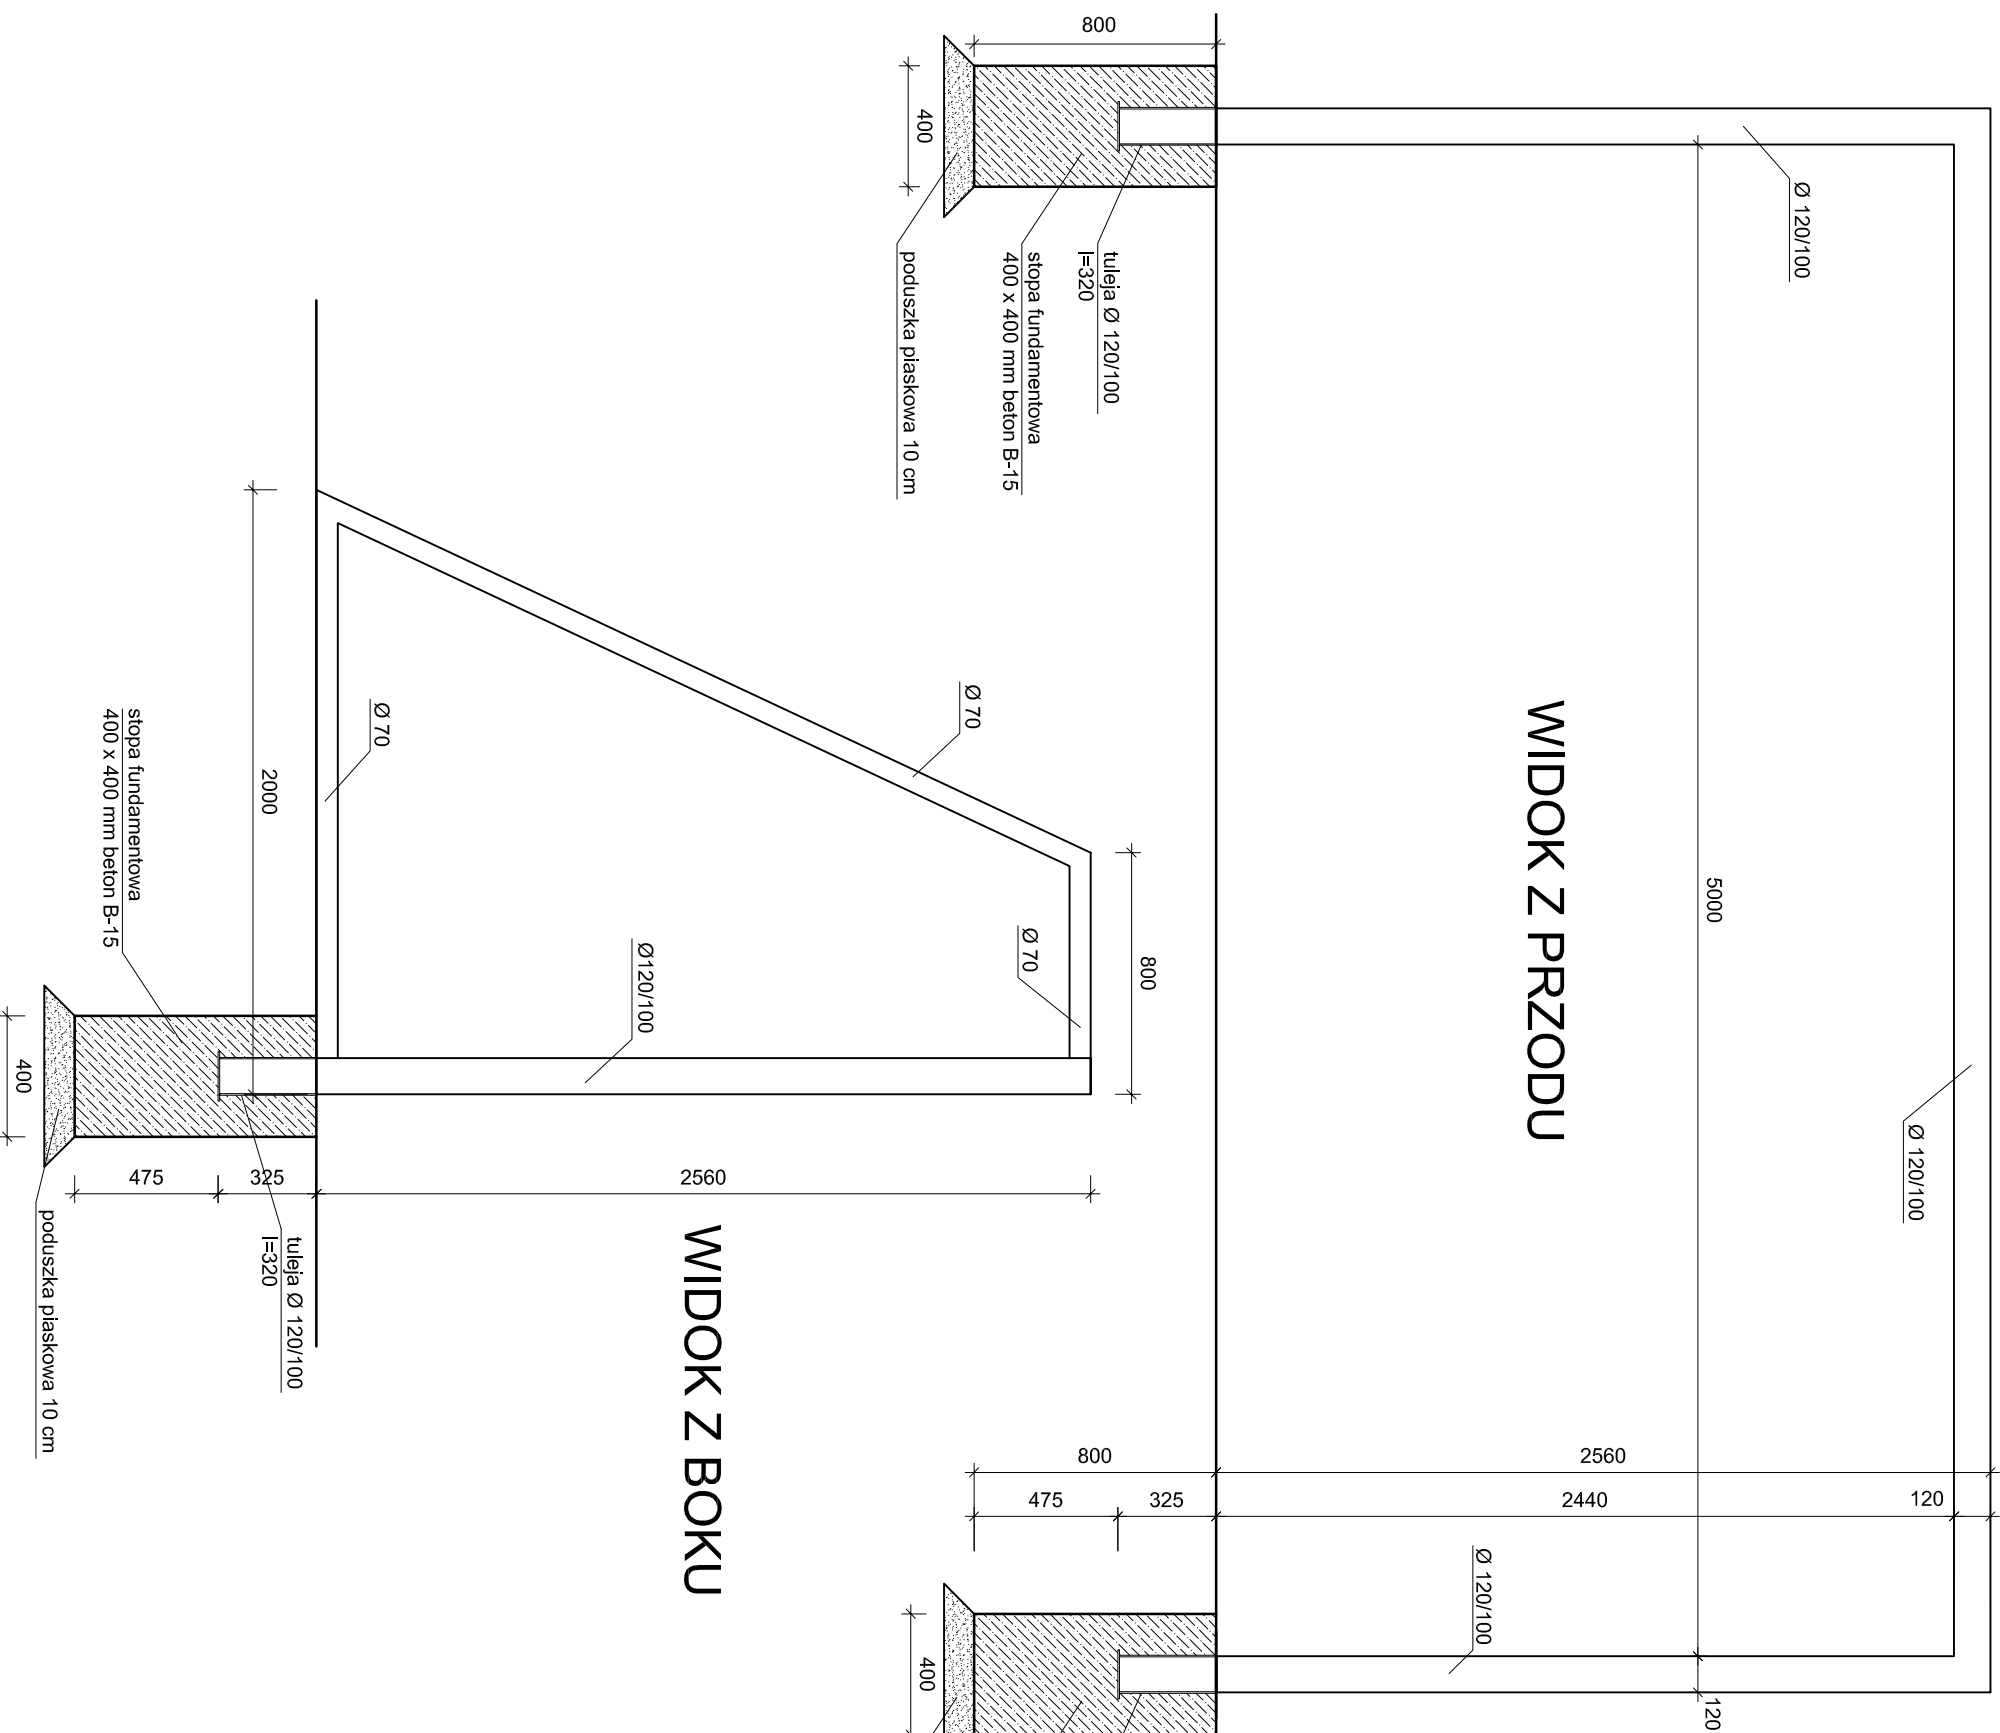 WIDOK Z PRZODU
Ø 120/100
Ø 120/100
Ø 120/100
5000
120
2560
2440
120
800
475
325
800
400
tuleja Ø 120/100
l=320
stopa fundamentowa
400 x 400 mm beton B-15
poduszka piaskowa 10 cm
400
WIDOK Z BOKU
800
Ø 70
Ø 70
Ø 70
Ø120/100
2000
2560
325
475
400
stopa fundamentowa
400 x 400 mm beton B-15
tuleja Ø 120/100
l=320
poduszka piaskowa 10 cm